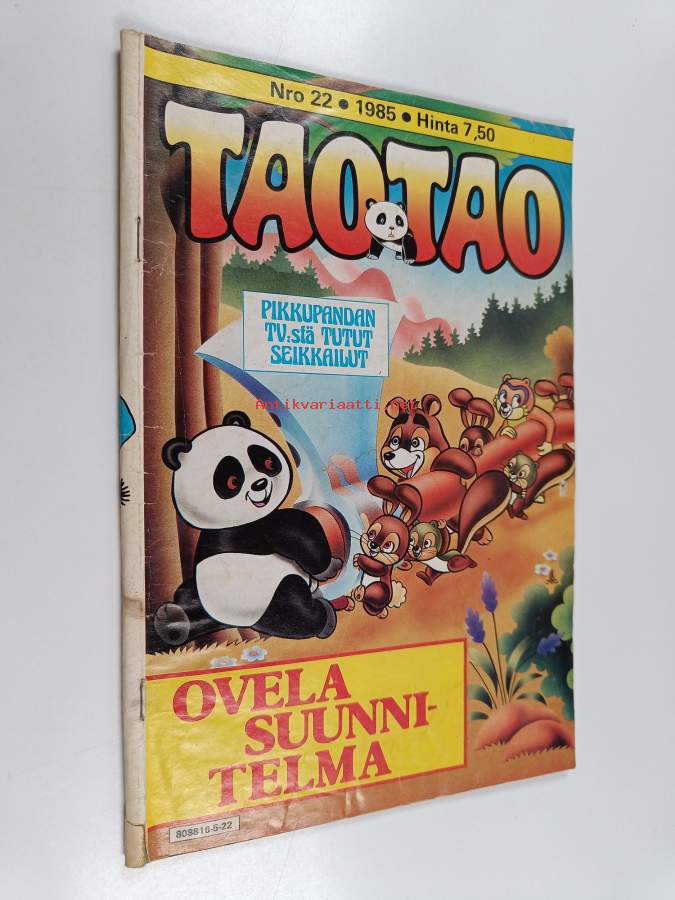 Nro 22 • 1985 • Hinta 7,50
TAOTAO
PIKKUPANDAN
TV:stä TUTUT
SEIKKAILUT
Antikvariaatti.net
OVELA
SUUNNI-
TELMA
808816-5-22